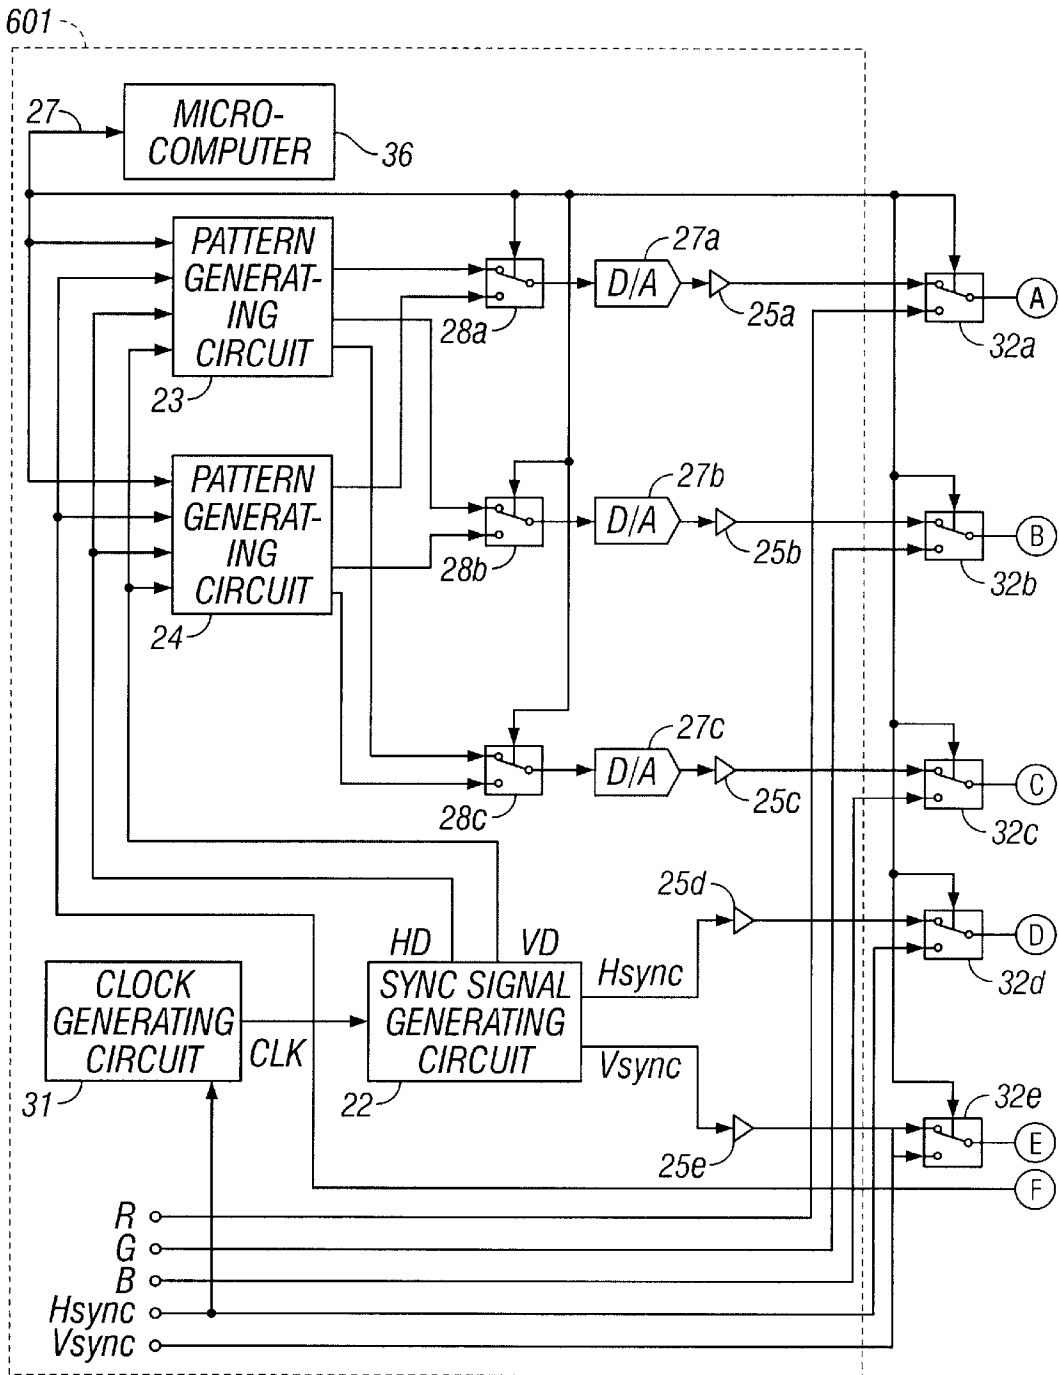 601
27
MICRO-
COMPUTER
36
PATTERN
GENERAT-
ING
CIRCUIT
23
28a
27a
D/A
25a
32a
A
PATTERN
GENERAT-
ING
CIRCUIT
24
28b
27b
D/A
25b
32b
B
28c
27c
D/A
25c
32c
C
HD
VD
25d
32d
D
CLOCK
GENERATING
CIRCUIT
31
CLK
SYNC SIGNAL
GENERATING
CIRCUIT
22
Hsync
Vsync
25e
32e
E
F
R
G
B
Hsync
Vsync